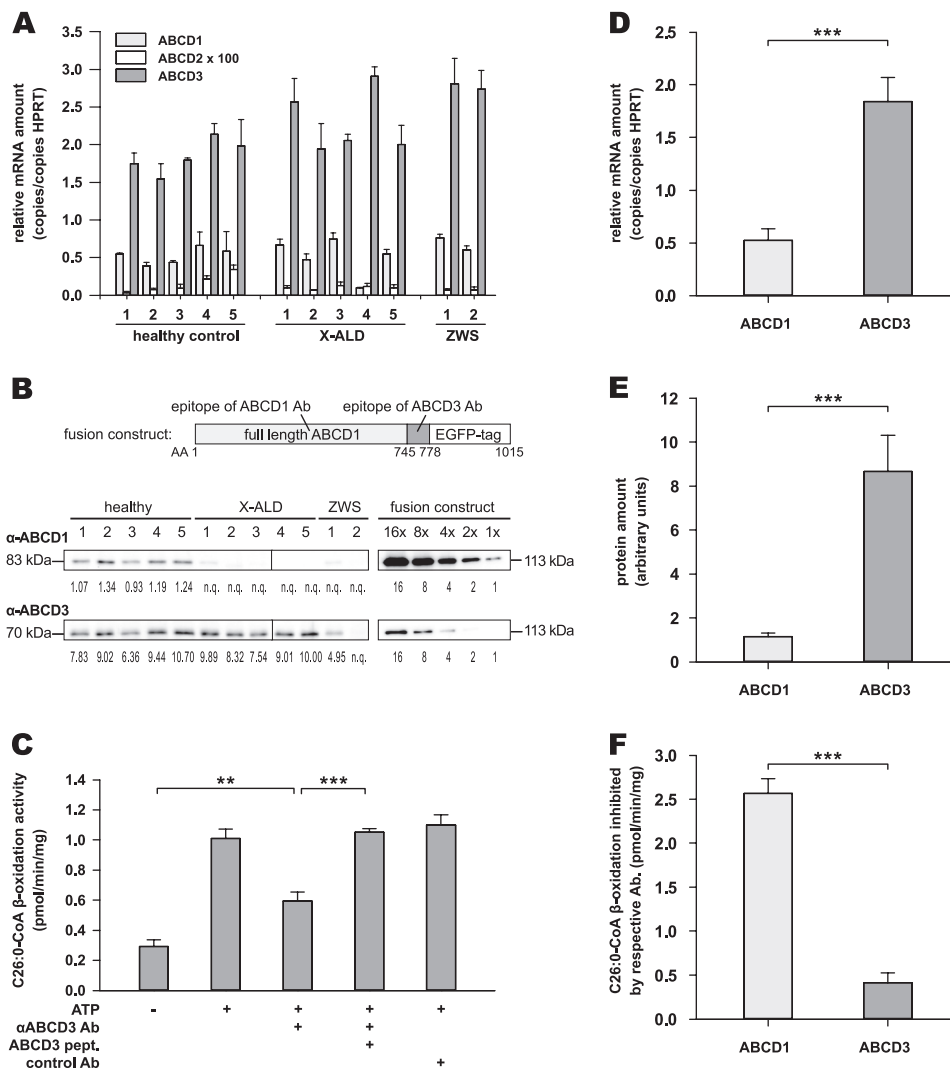 A
ABCD1
ABCD2 x 100
ABCD3
relative mRNA amount
(copies/copies HPRT)
3.5
3.0
2.5
2.0
1.5
1.0
0.5
0.0
1 2 3 4 5 1 2 3 4 5 1 2
healthy control X-ALD ZWS
B
epitope of ABCD1 Ab epitope of ABCD3 Ab
fusion construct: full length ABCD1 EGFP-tag
AA 1 745 778 1015
healthy X-ALD ZWS fusion construct
1 2 3 4 5 1 2 3 4 5 1 2 16x 8x 4x 2x 1x
α-ABCD1
83 kDa 113 kDa
1.07 1.34 0.93 1.19 1.24 n.q. n.q. n.q. n.q. n.q. n.q. n.q. 16 8 4 2 1
α-ABCD3
70 kDa 113 kDa
7.83 9.02 6.36 9.44 10.70 9.89 8.32 7.54 9.01 10.00 4.95 n.q. 16 8 4 2 1
C
C26:0-CoA β-oxidation activity
(pmol/min/mg)
1.4
1.2
1.0
0.8
0.6
0.4
0.2
0.0
** ***
ATP - + + + +
αABCD3 Ab + +
ABCD3 pept. +
control Ab +
D
relative mRNA amount
(copies/copies HPRT)
2.5
2.0
1.5
1.0
0.5
0.0
***
ABCD1 ABCD3
E
protein amount
(arbitrary units)
12
10
8
6
4
2
0
***
ABCD1 ABCD3
F
C26:0-CoA β-oxidation inhibited
by respective Ab. (pmol/min/mg)
3.0
2.5
2.0
1.5
1.0
0.5
0.0
***
ABCD1 ABCD3